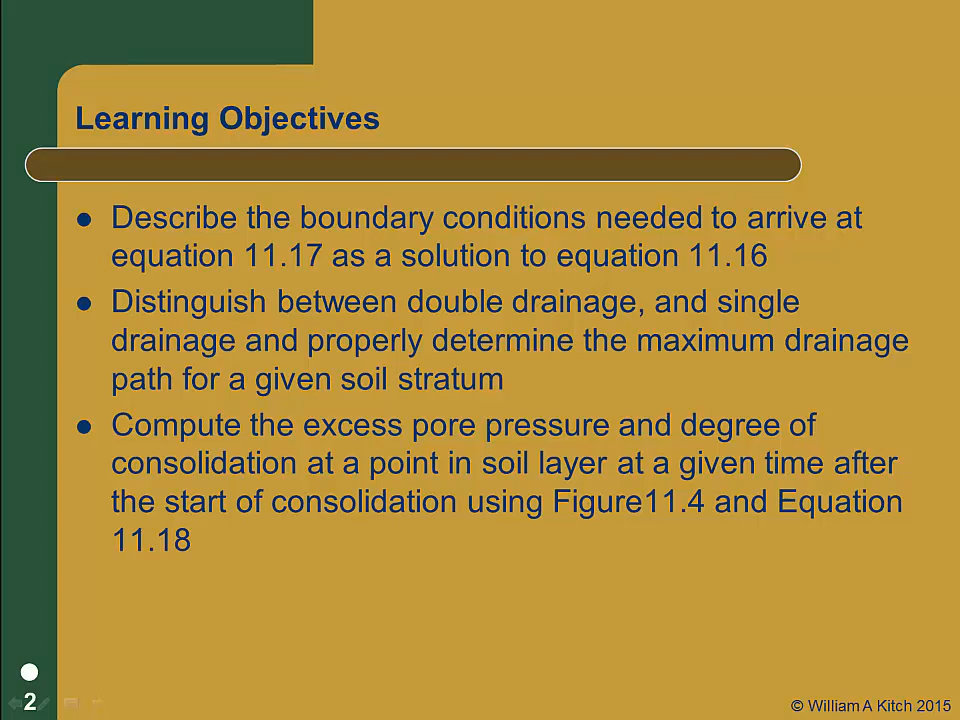 Learning Objectives
● Describe the boundary conditions needed to arrive at
equation 11.17 as a solution to equation 11.16
● Distinguish between double drainage, and single
drainage and properly determine the maximum drainage
path for a given soil stratum
● Compute the excess pore pressure and degree of
consolidation at a point in soil layer at a given time after
the start of consolidation using Figure11.4 and Equation
11.18
2
© William A Kitch 2015